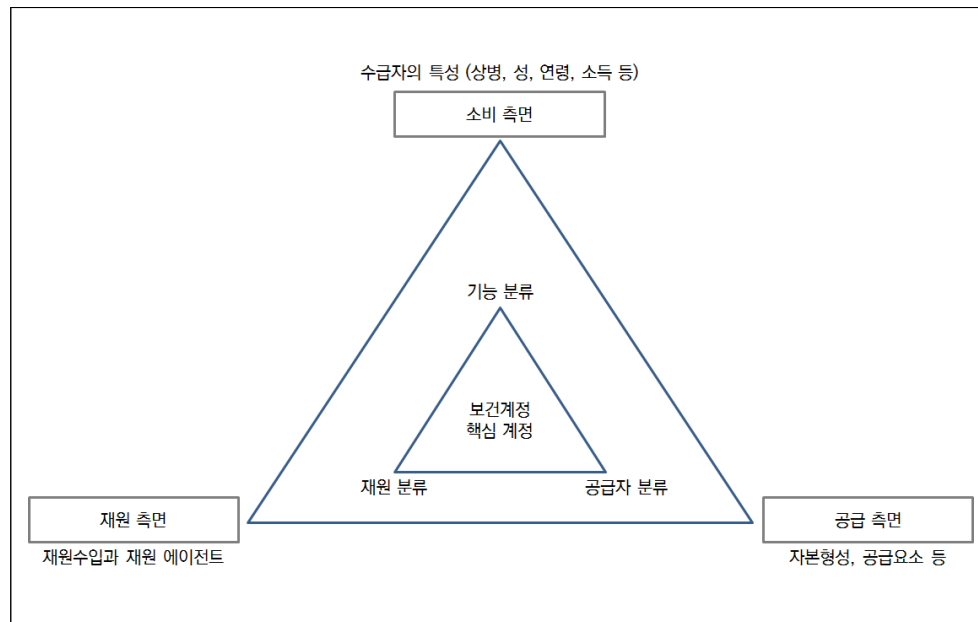 수급자의 특성 (상병, 성, 연령, 소득 등)
소비 측면
기능 분류
보건계정
핵심 계정
재원 분류
공급자 분류
재원 측면
공급 측면
재원수입과 재원 에이전트
자본형성, 공급요소 등